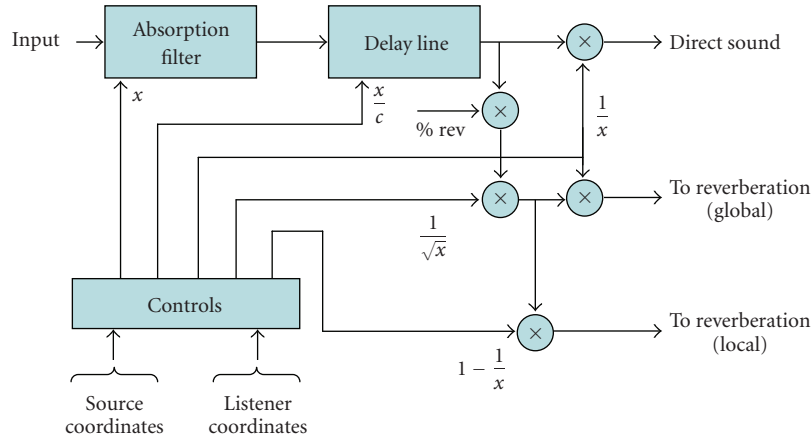 Input
Absorption
filter
Delay line
×
Direct sound
x
x/c
×
% rev
1/x
×
×
To reverberation
(global)
1/√x
Controls
×
To reverberation
(local)
1 − 1/x
Source
coordinates
Listener
coordinates